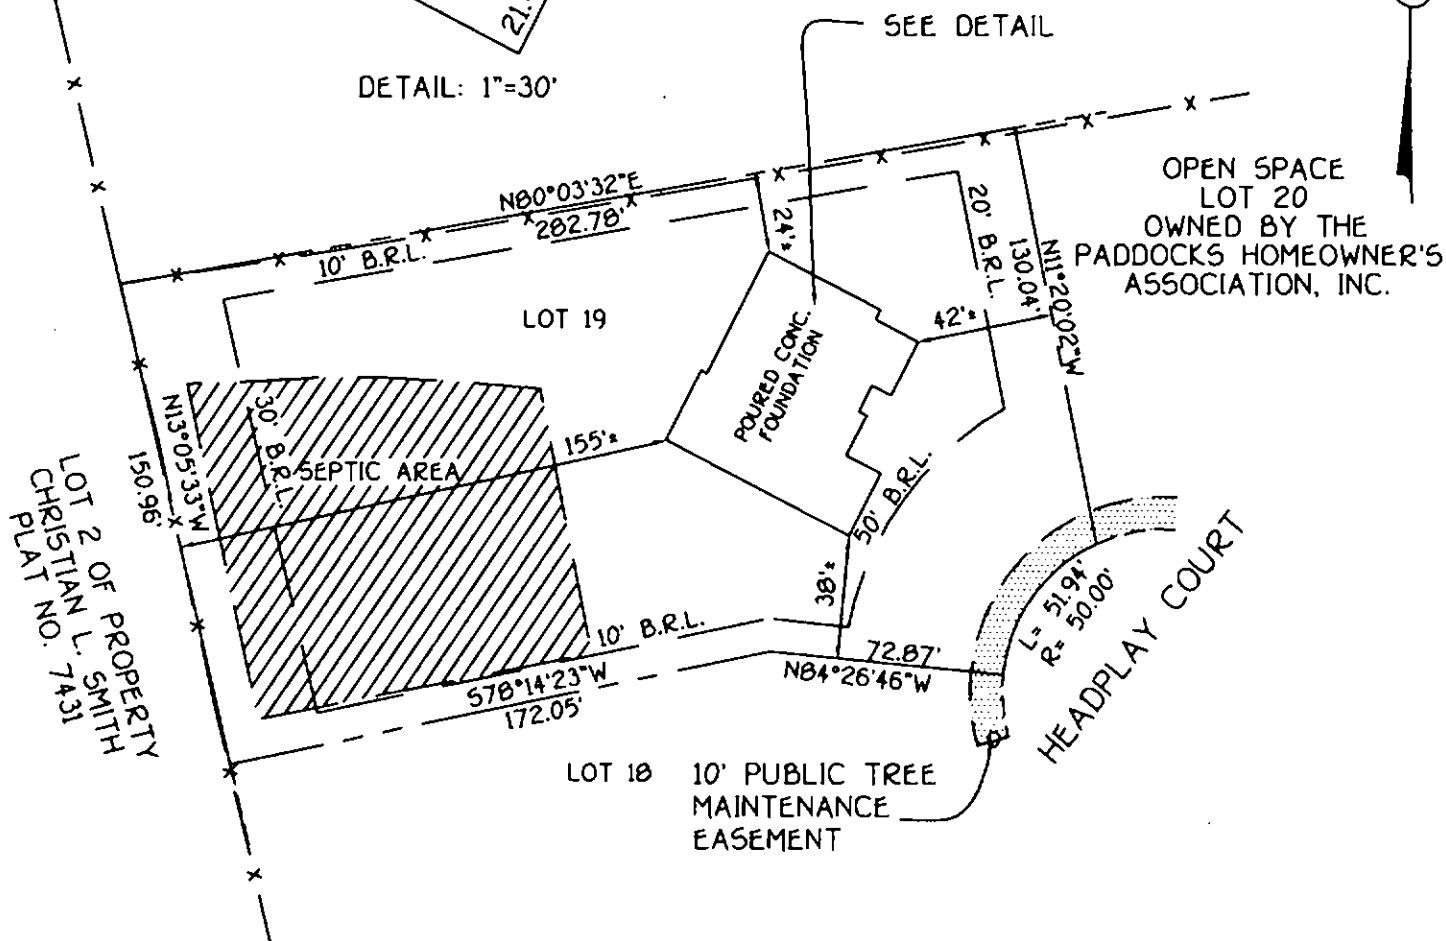 21.
SEE DETAIL
DETAIL: 1"=30'
N80°03'32"E
282.78'
10' B.R.L.
24'±
20' B.R.L.
N11°20'02"W
130.04'
OPEN SPACE
LOT 20
OWNED BY THE
PADDOCKS HOMEOWNER'S
ASSOCIATION, INC.
LOT 19
42'±
POURED CONC.
FOUNDATION
N13°05'33"W
150.96'
30' B.R.L.
SEPTIC AREA
155'±
50' B.R.L.
LOT 2 OF PROPERTY
CHRISTIAN L. SMITH
PLAT NO. 7431
38'±
10' B.R.L.
S78°14'23"W
172.05'
72.87'
N84°26'46"W
L= 51.94'
R= 50.00'
HEADPLAY COURT
LOT 18
10' PUBLIC TREE
MAINTENANCE
EASEMENT